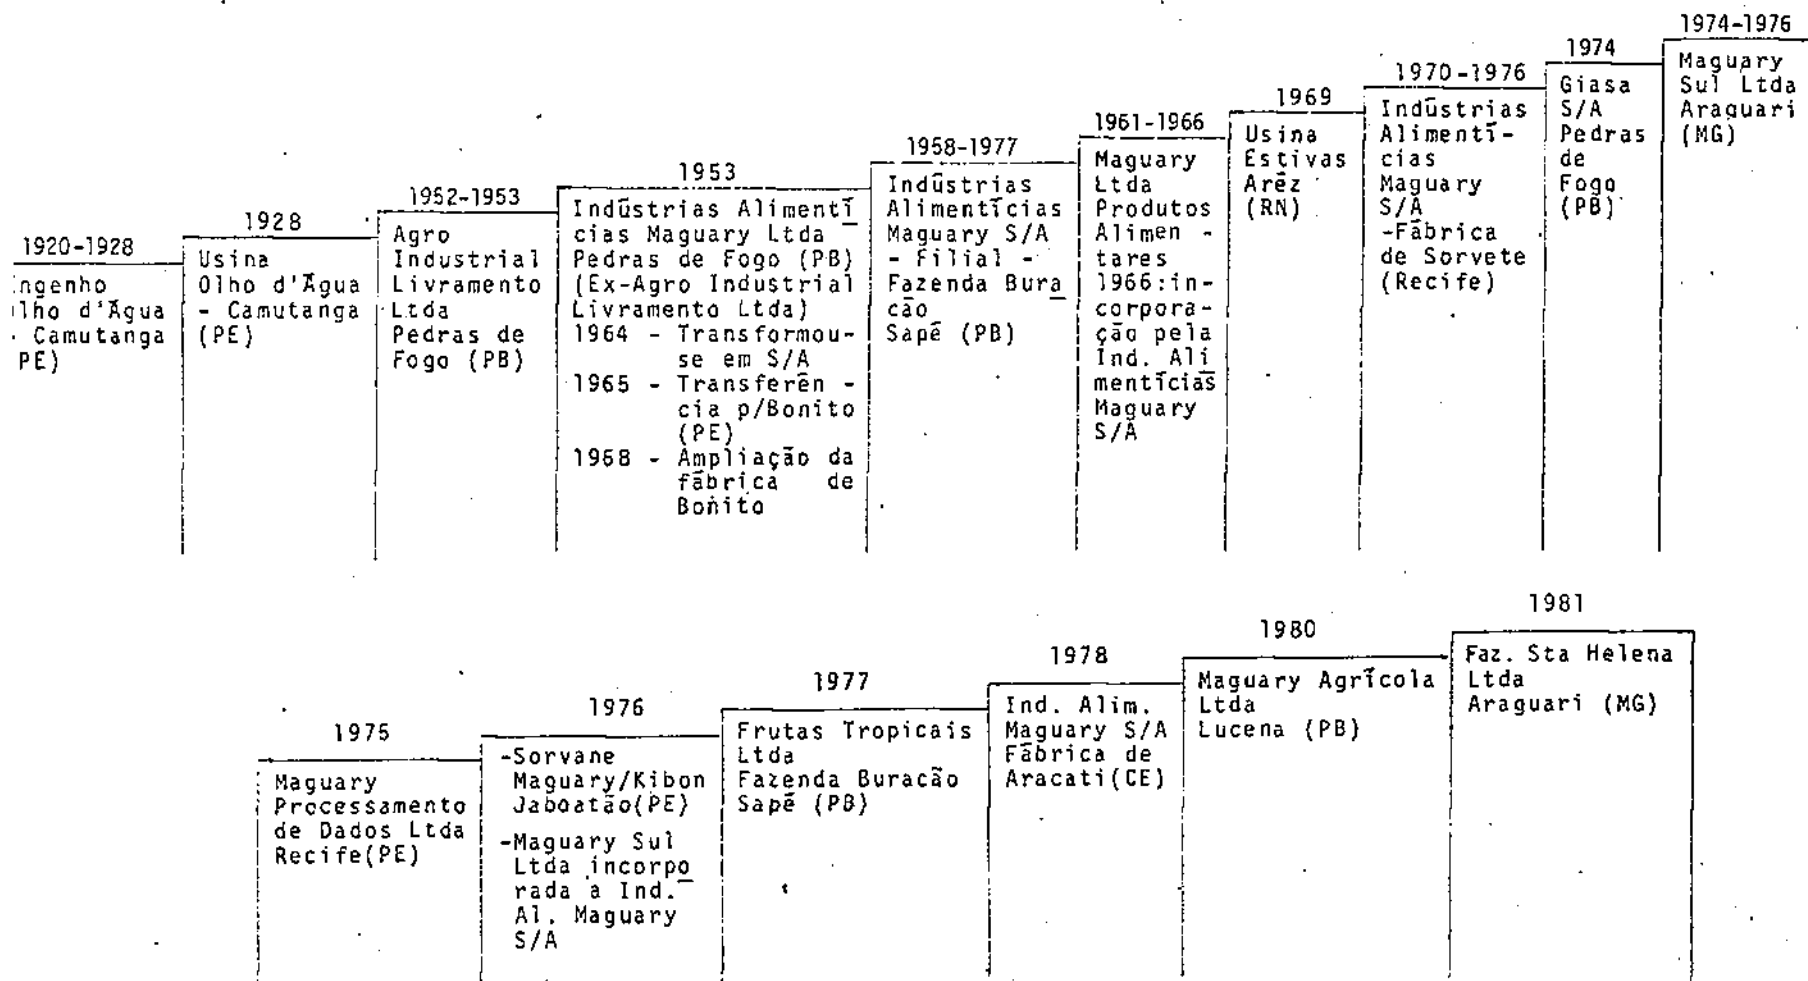 1920-1928
ngenho
lho d'Água
- Camutanga
PE)
1928
Usina
Olho d'Água
- Camutanga
(PE)
1952-1953
Agro
Industrial
Livramento
Ltda
Pedras de
Fogo (PB)
1953
Indústrias Alimentí
cias Maguary Ltda
Pedras de Fogo (PB)
(Ex-Agro Industrial
Livramento Ltda)
1964 - Transformou-
se em S/A
1965 - Transferên -
cia p/Bonito
(PE)
1968 - Ampliação da
fábrica de
Bonito
1958-1977
Indústrias
Alimentícias
Maguary S/A
- Filial -
Fazenda Bura
cão
Sapé (PB)
1961-1966
Maguary
Ltda
Produtos
Alimen -
tares
1966:in-
corpora-
ção pela
Ind. Ali
mentícias
Maguary
S/A
1969
Usina
Estivas
Aréz
(RN)
1970-1976
Indústrias
Alimentí-
cias
Maguary
S/A
-Fábrica
de Sorvete
(Recife)
1974
Giasa
S/A
Pedras
de
Fogo
(PB)
1974-1976
Maguary
Sul Ltda
Araguari
(MG)
1975
Maguary
Processamento
de Dados Ltda
Recife(PE)
1976
-Sorvane
Maguary/Kibon
Jaboatão(PE)
-Maguary Sul
Ltda incorpo
rada a Ind.
Al. Maguary
S/A
1977
Frutas Tropicais
Ltda
Fazenda Buracão
Sapé (PB)
1978
Ind. Alim.
Maguary S/A
Fábrica de
Aracati(CE)
1980
Maguary Agrícola
Ltda
Lucena (PB)
1981
Faz. Sta Helena
Ltda
Araguari (MG)